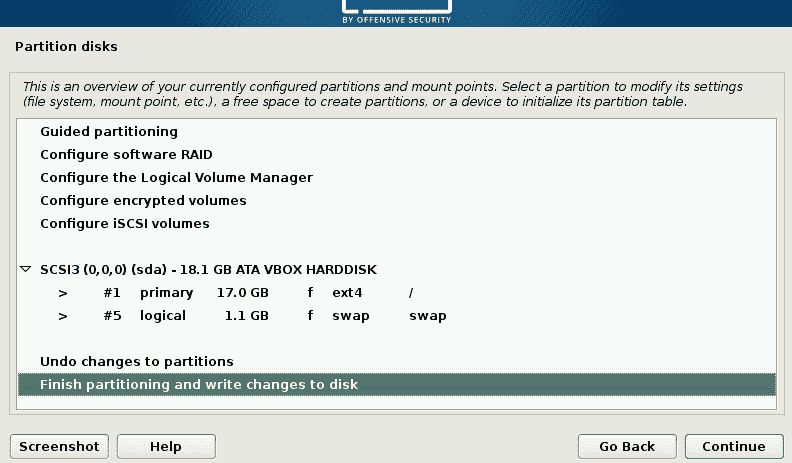 BY OFFENSIVE SECURITY
Partition disks
This is an overview of your currently configured partitions and mount points. Select a partition to modify its settings
(file system, mount point, etc.), a free space to create partitions, or a device to initialize its partition table.
Guided partitioning
Configure software RAID
Configure the Logical Volume Manager
Configure encrypted volumes
Configure iSCSI volumes
SCSI3 (0,0,0) (sda) - 18.1 GB ATA VBOX HARDDISK
> #1 primary 17.0 GB f ext4 /
> #5 logical 1.1 GB f swap swap
Undo changes to partitions
Finish partitioning and write changes to disk
Screenshot Help Go Back Continue